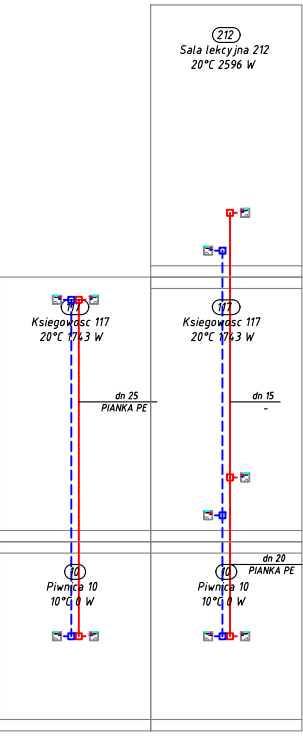 212
Sala lekcyjna 212
20°C 2596 W
117
Ksiegowosc 117
20°C 1743 W
117
Ksiegowosc 117
20°C 1743 W
dn 25
PIANKA PE
dn 15
-
dn 20
PIANKA PE
10
Piwnica 10
10°C 0 W
10
Piwnica 10
10°C 0 W